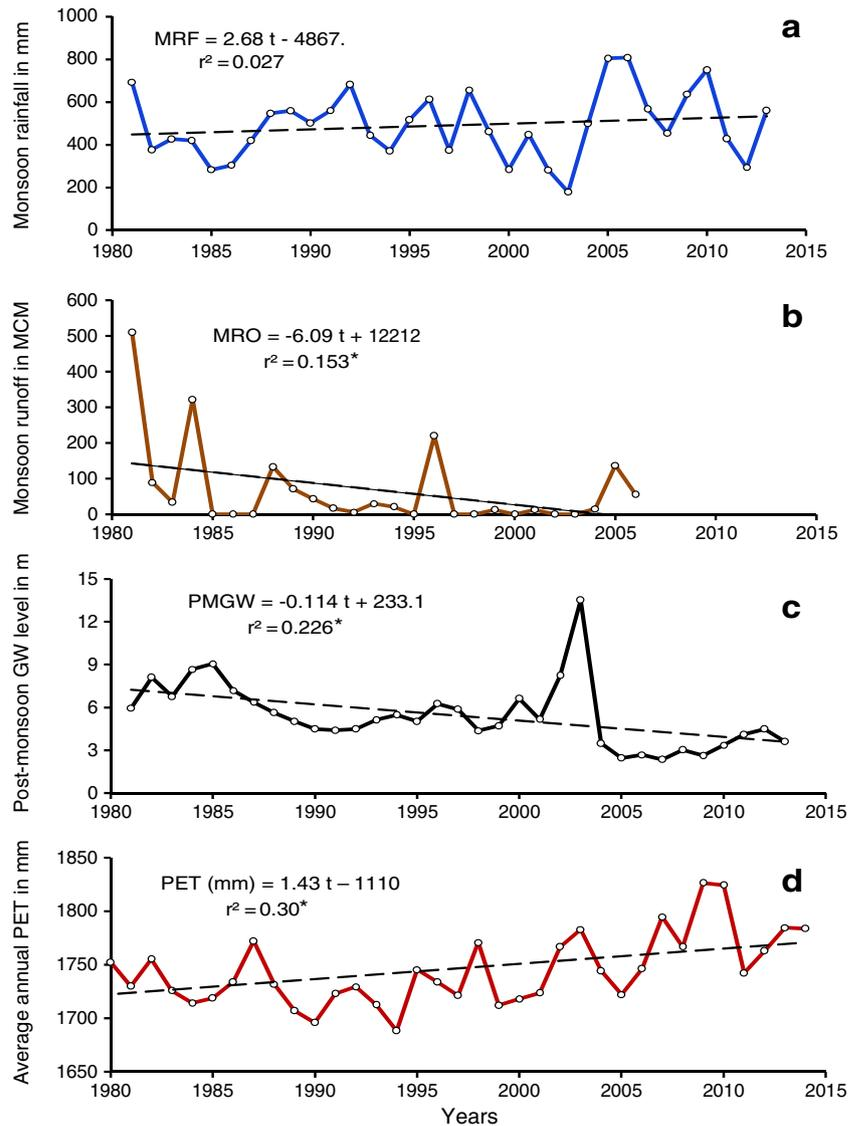 Monsoon rainfall in mm
1000
800
600
400
200
0
MRF = 2.68 t - 4867.
r² = 0.027
a
1980 1985 1990 1995 2000 2005 2010 2015
Monsoon runoff in MCM
600
500
400
300
200
100
0
MRO = -6.09 t + 12212
r² = 0.153*
b
1980 1985 1990 1995 2000 2005 2010 2015
Post-monsoon GW level in m
15
12
9
6
3
0
PMGW = -0.114 t + 233.1
r² = 0.226*
c
1980 1985 1990 1995 2000 2005 2010 2015
Average annual PET in mm
1850
1800
1750
1700
1650
PET (mm) = 1.43 t – 1110
r² = 0.30*
d
1980 1985 1990 1995 2000 2005 2010 2015
Years